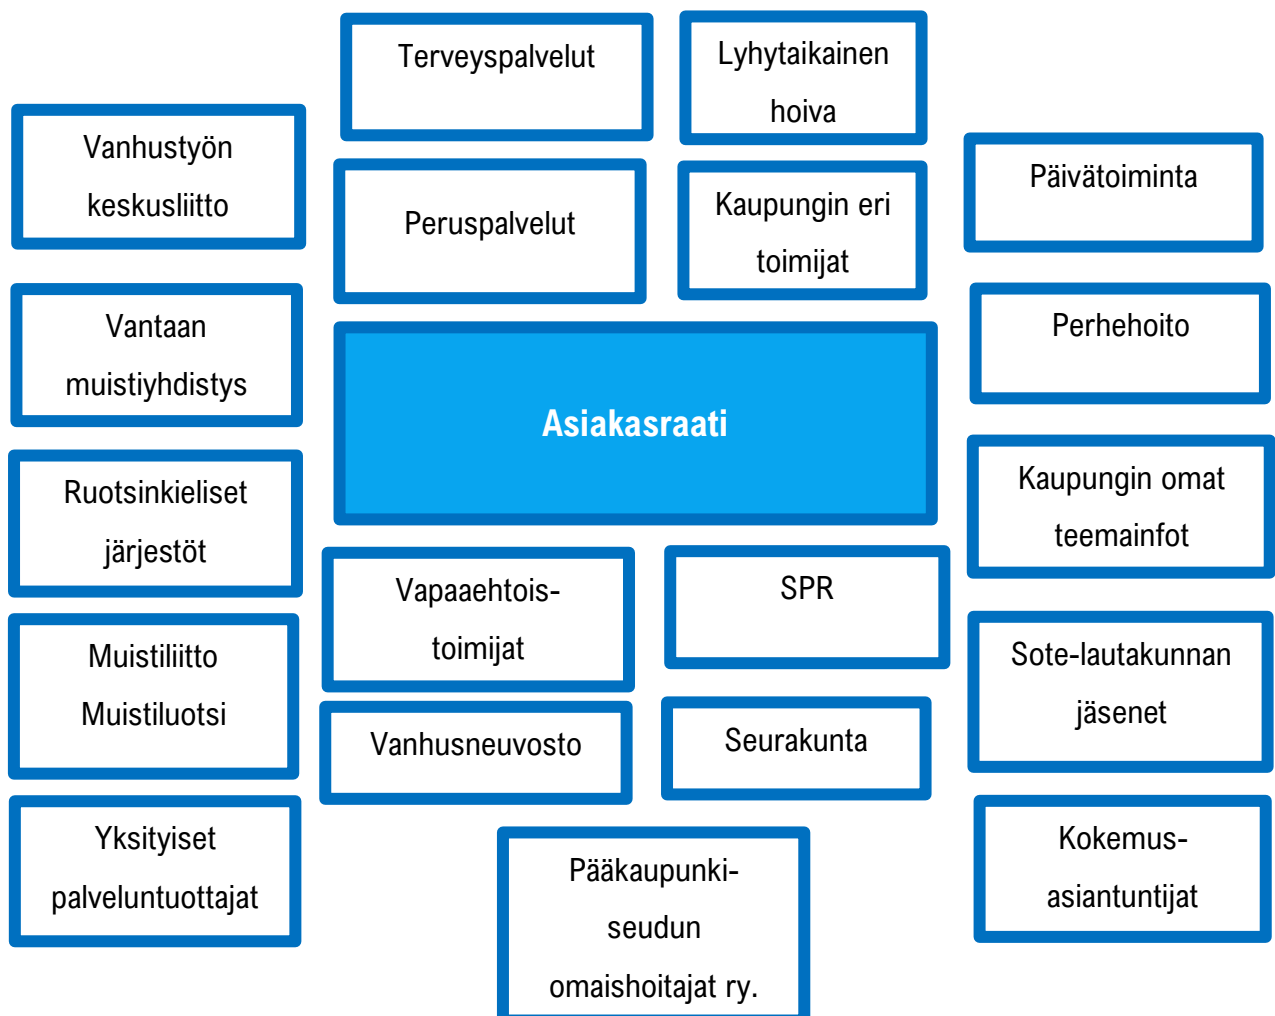 Terveyspalvelut
Lyhytaikainen
hoiva
Vanhustyön
keskusliitto
Päivätoiminta
Peruspalvelut
Kaupungin eri
toimijat
Vantaan
muistiyhdistys
Perhehoito
Asiakasraati
Ruotsinkieliset
järjestöt
Kaupungin omat
teemainfot
Vapaaehtois-
toimijat
SPR
Muistiliitto
Muistiluotsi
Sote-lautakunnan
jäsenet
Vanhusneuvosto
Seurakunta
Yksityiset
palveluntuottajat
Kokemus-
asiantuntijat
Pääkaupunki-
seudun
omaishoitajat ry.